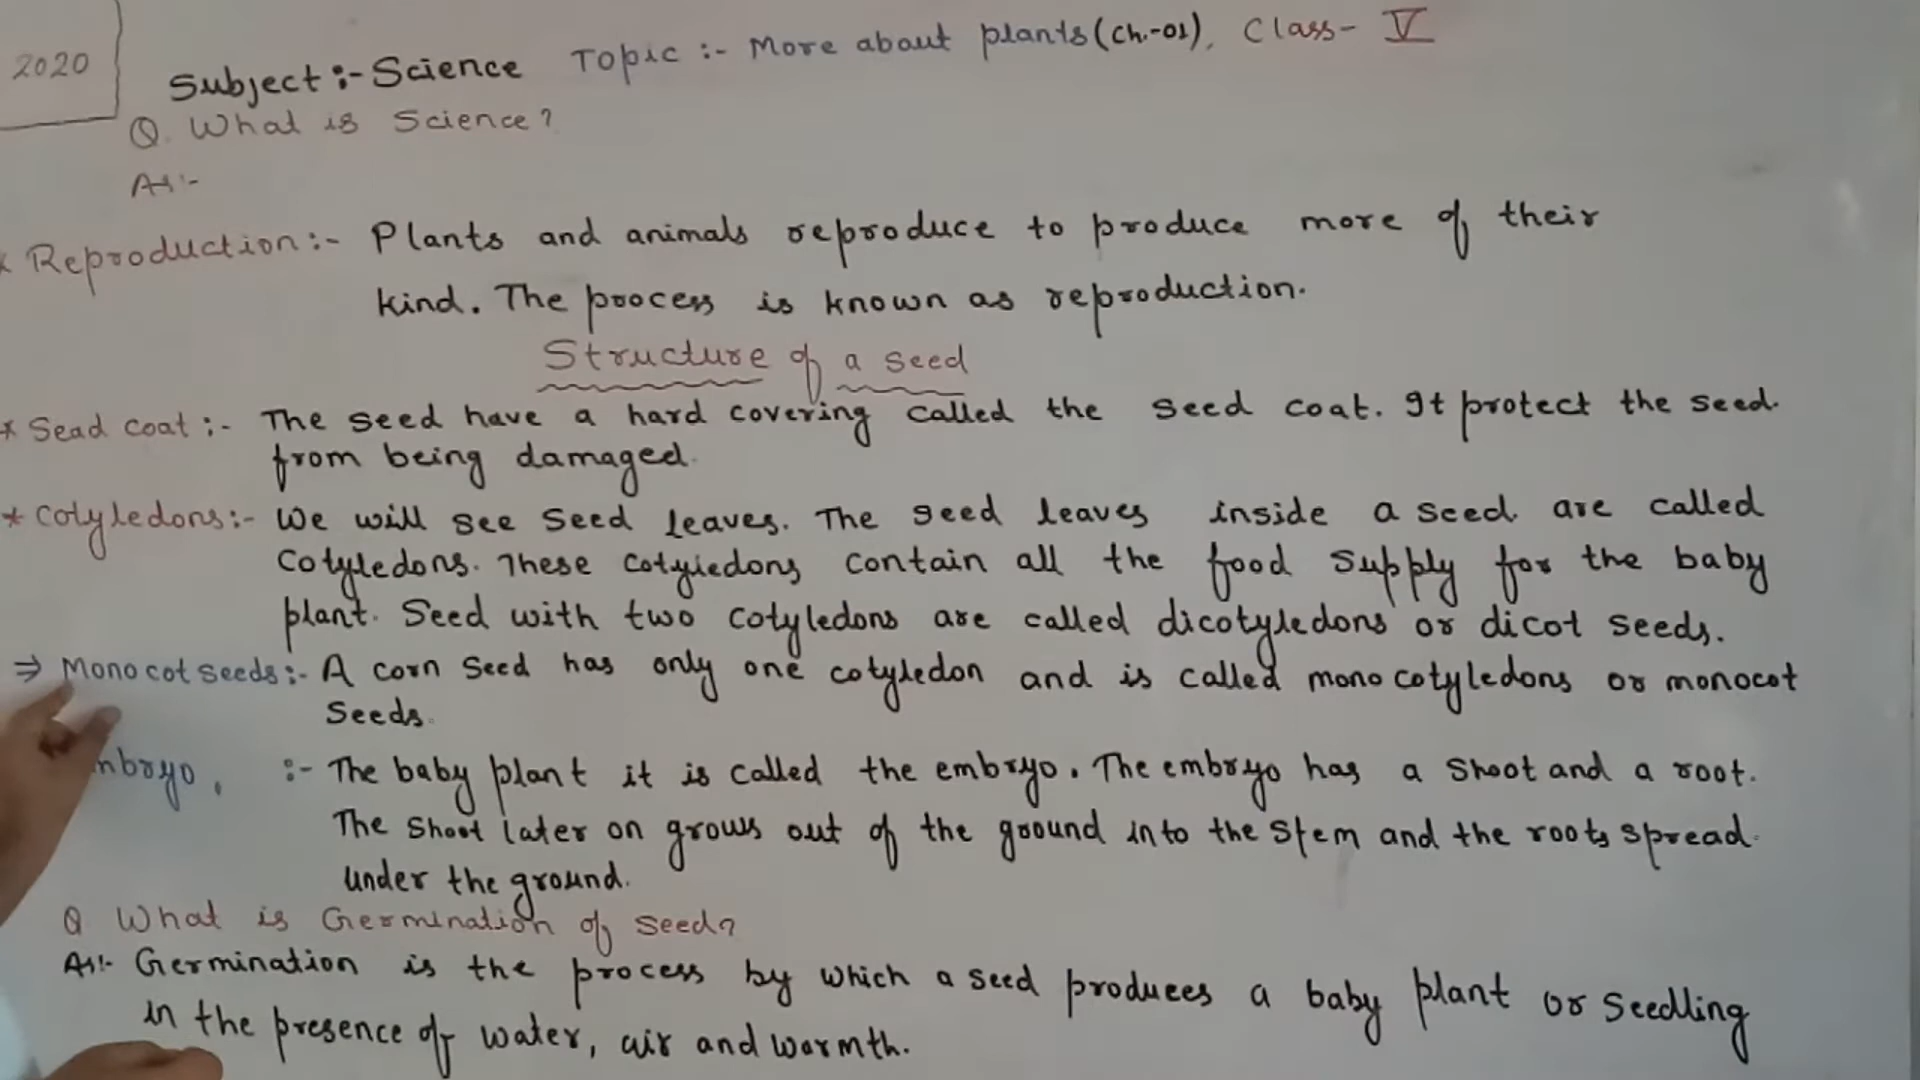 2020
Subject :- Science Topic :- More about plants (Ch.-01), Class- V
Q. What is Science?
As:-
* Reproduction :- Plants and animals reproduce to produce more of their
kind. The process is known as reproduction.
Structure of a seed
* Sead coat :- The seed have a hard covering called the seed coat. It protect the seed.
from being damaged.
* Cotyledons :- We will see seed leaves. The seed leaves inside a seed are called
Cotyledons. These cotyledons contain all the food supply for the baby
plant. Seed with two cotyledons are called dicotyledons or dicot seeds.
⇒ Monocot seeds :- A corn seed has only one cotyledon and is called mono cotyledons or monocot
Seeds.
mbryo, :- The baby plant it is called the embryo. The embryo has a shoot and a root.
The shoot later on grows out of the ground into the stem and the roots spread.
under the ground.
Q What is Germination of seed?
As:- Germination is the process by which a seed produces a baby plant or seedling
in the presence of water, air and warmth.